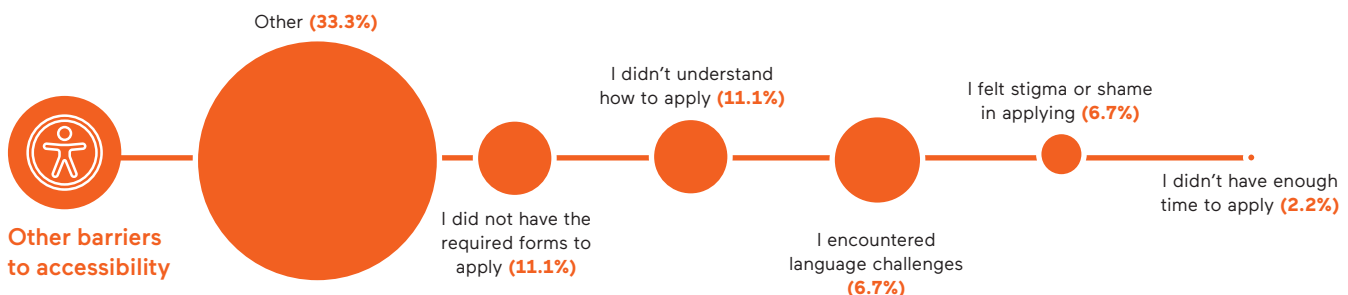 Other (33.3%)
I didn’t understand
how to apply (11.1%)
I felt stigma or shame
in applying (6.7%)
I didn’t have enough
time to apply (2.2%)
I did not have the
required forms to
apply (11.1%)
I encountered
language challenges
(6.7%)
Other barriers
to accessibility